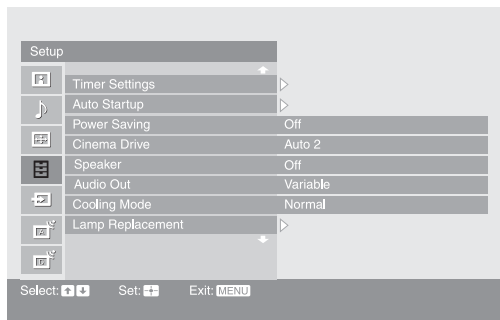 Setup
Timer Settings
Auto Startup
Power Saving Off
Cinema Drive Auto 2
Speaker Off
Audio Out Variable
Cooling Mode Normal
Lamp Replacement
Select: Set: Exit: MENU